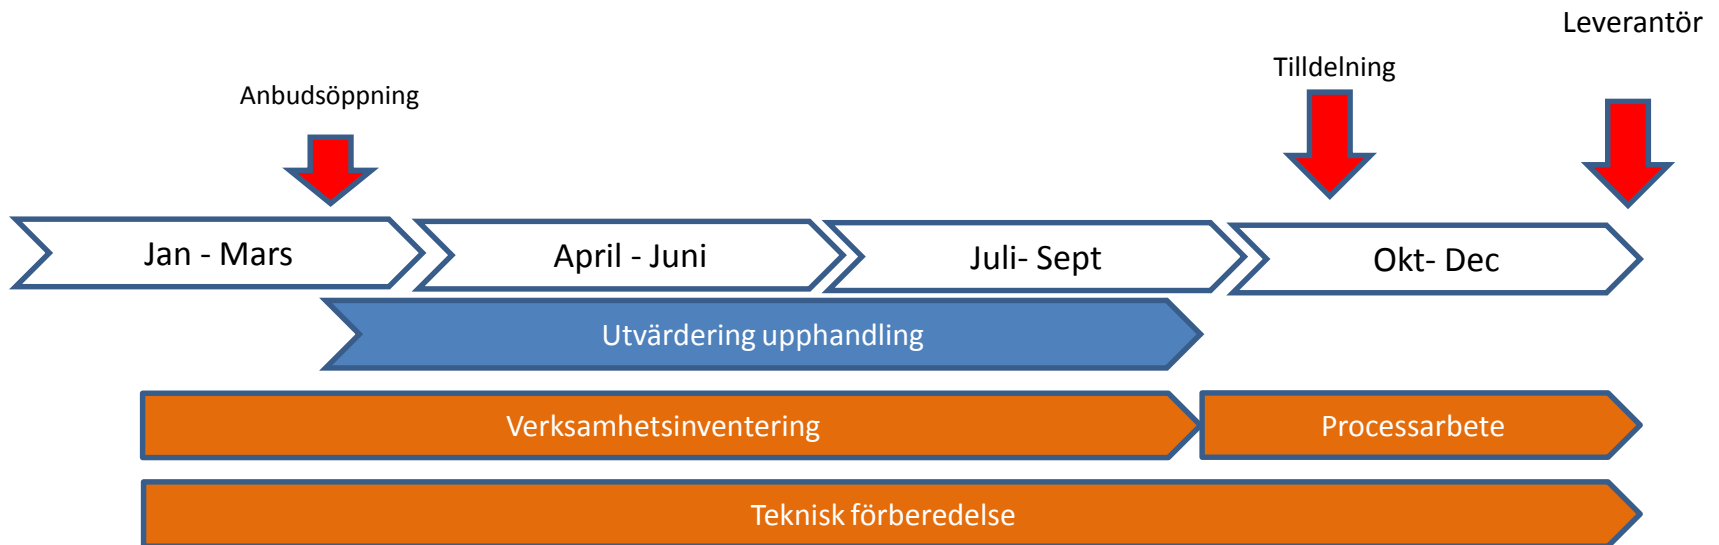 Leverantör
Tilldelning
Anbudsöppning
Jan - Mars
April - Juni
Juli- Sept
Okt- Dec
Utvärdering upphandling
Verksamhetsinventering
Processarbete
Teknisk förberedelse